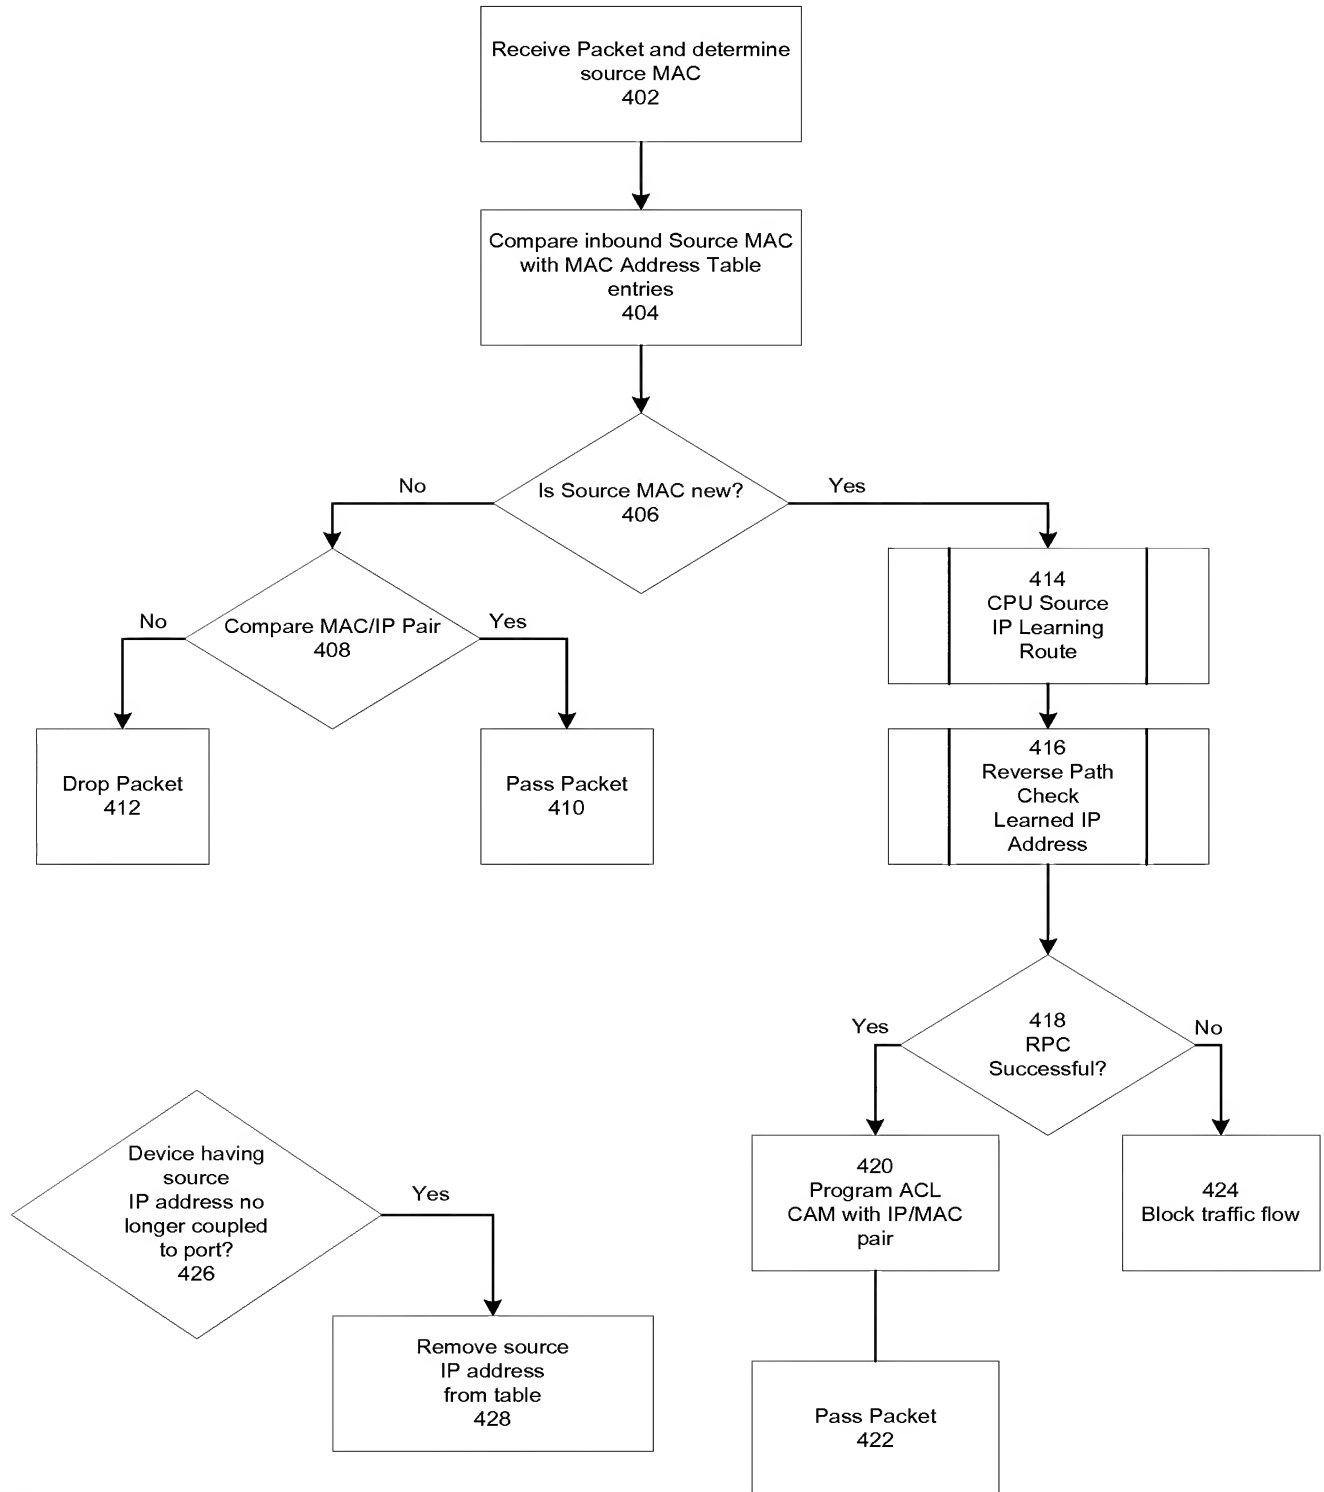 Receive Packet and determine
source MAC
402
Compare inbound Source MAC
with MAC Address Table
entries
404
Is Source MAC new?
406
No
Yes
Compare MAC/IP Pair
408
No
Yes
Drop Packet
412
Pass Packet
410
414
CPU Source
IP Learning
Route
416
Reverse Path
Check
Learned IP
Address
418
RPC
Successful?
Yes
No
420
Program ACL
CAM with IP/MAC
pair
424
Block traffic flow
Pass Packet
422
Device having
source
IP address no
longer coupled
to port?
426
Yes
Remove source
IP address
from table
428